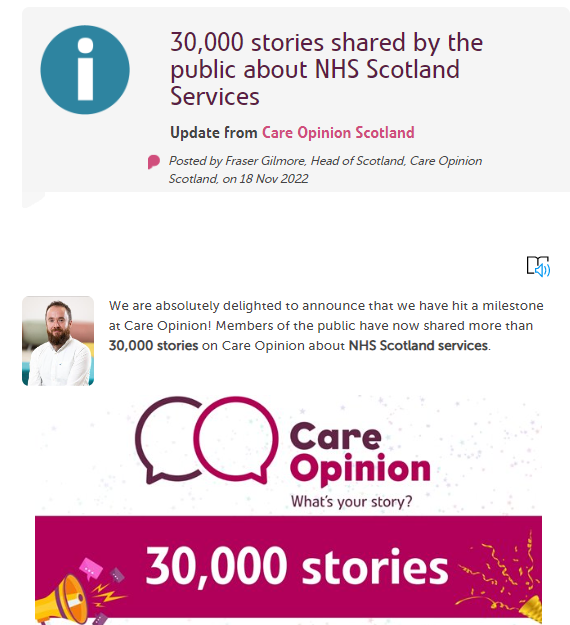 30,000 stories shared by the
public about NHS Scotland
Services
Update from Care Opinion Scotland
Posted by Fraser Gilmore, Head of Scotland, Care Opinion
Scotland, on 18 Nov 2022
We are absolutely delighted to announce that we have hit a milestone
at Care Opinion! Members of the public have now shared more than
30,000 stories on Care Opinion about NHS Scotland services.
Care
Opinion
What's your story?
30,000 stories